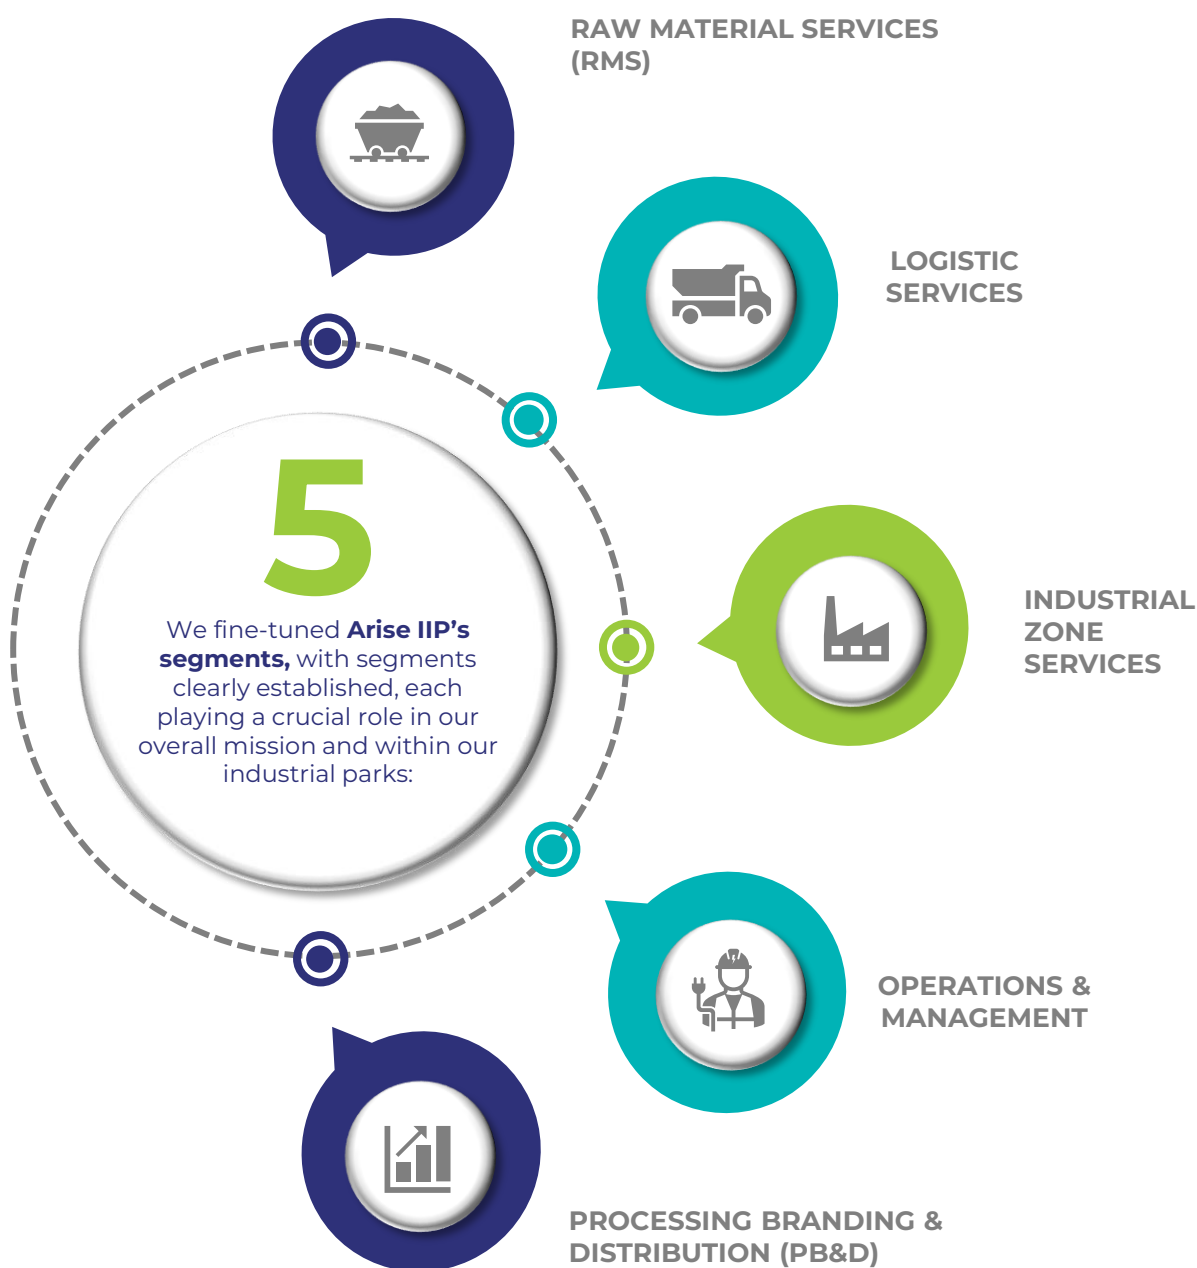 RAW MATERIAL SERVICES
(RMS)
LOGISTIC
SERVICES
5
We fine-tuned Arise IIP’s
segments, with segments
clearly established, each
playing a crucial role in our
overall mission and within our
industrial parks:
INDUSTRIAL
ZONE
SERVICES
OPERATIONS &
MANAGEMENT
PROCESSING BRANDING &
DISTRIBUTION (PB&D)